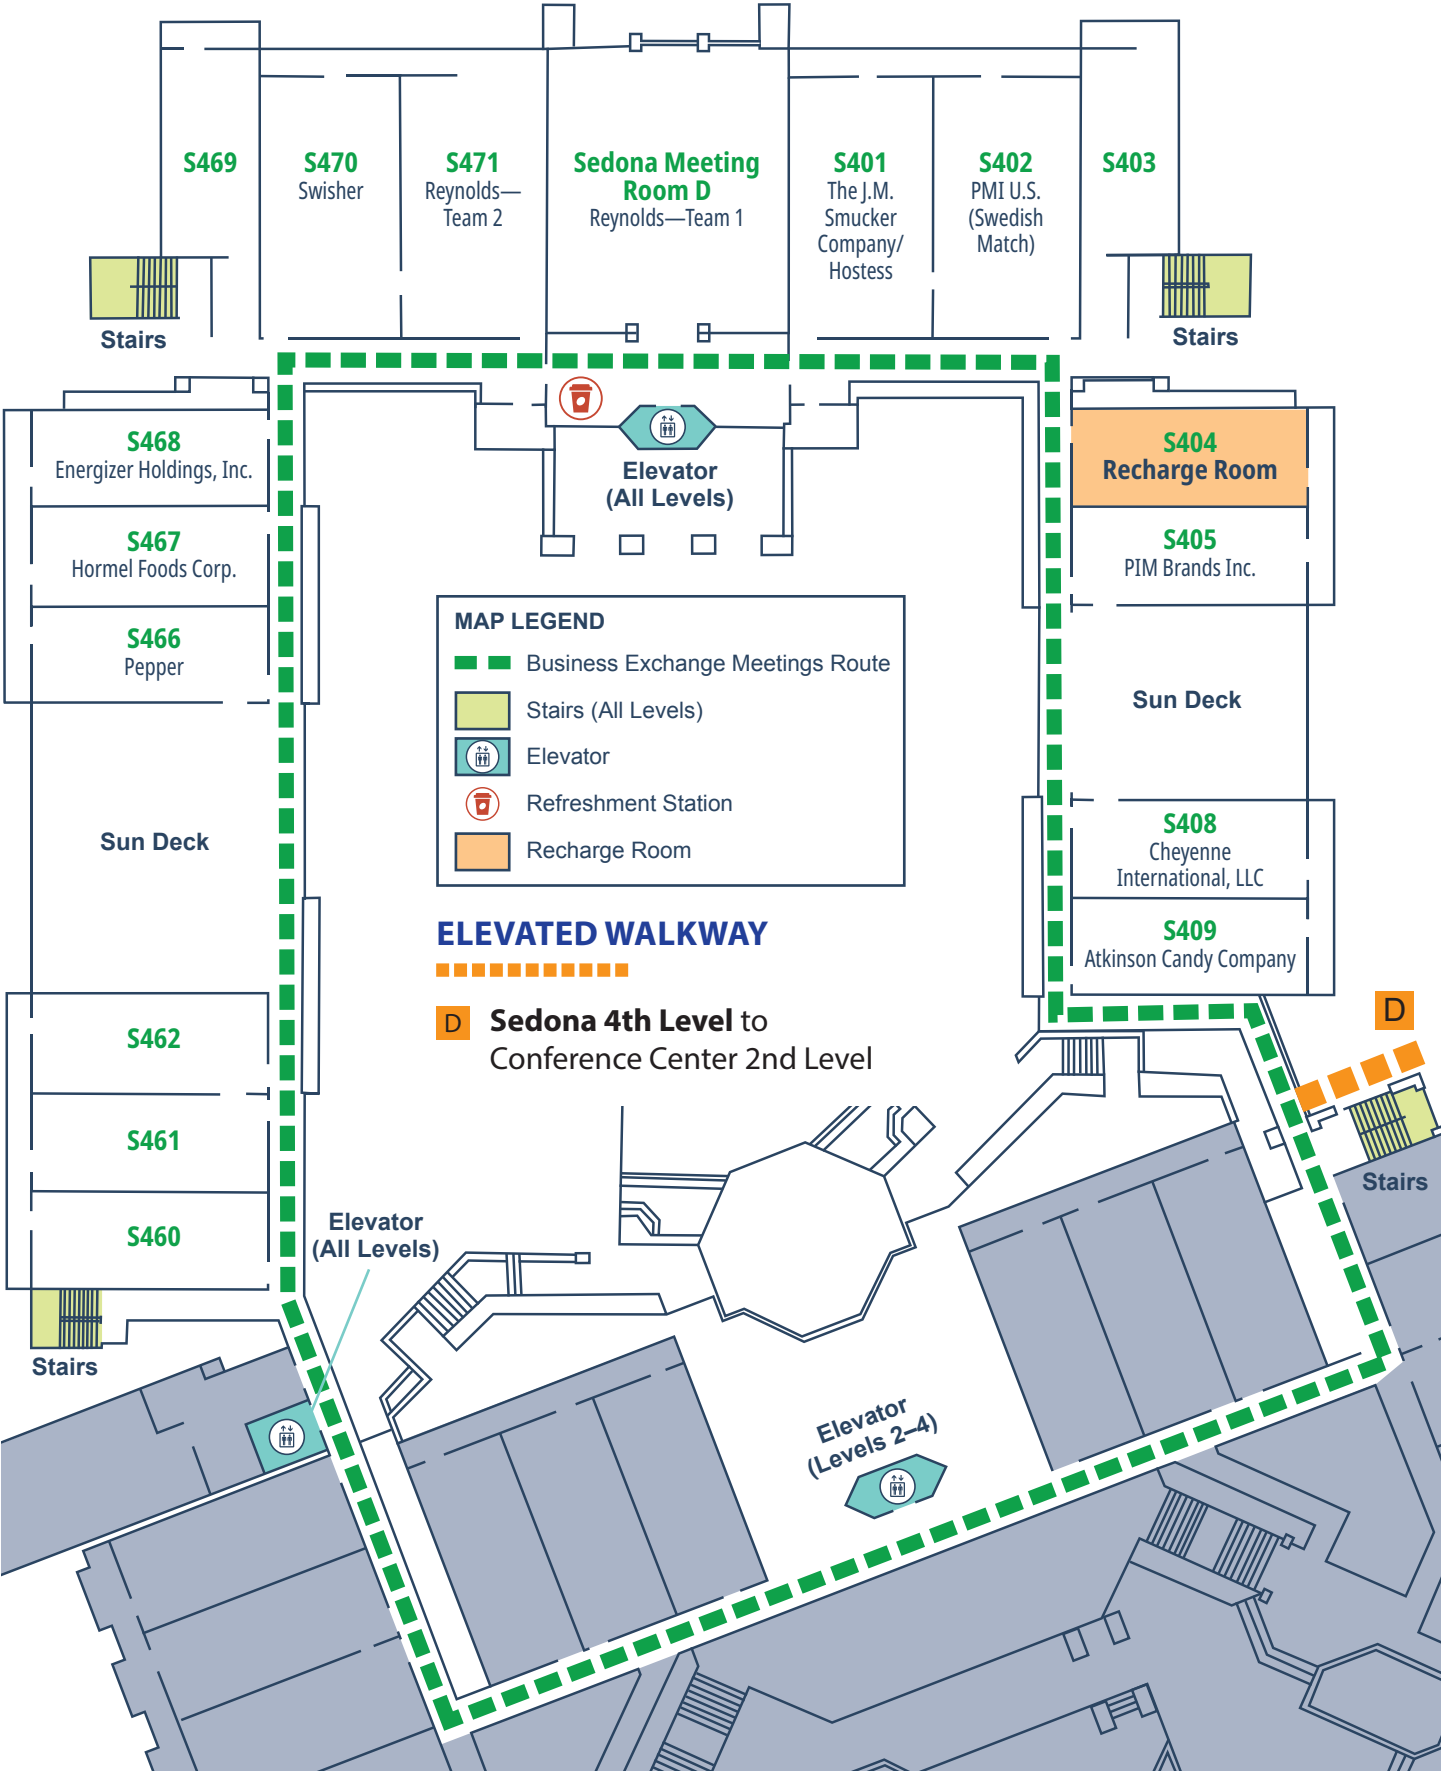 S469
S470
Swisher
S471
Reynolds—
Team 2
Sedona Meeting
Room D
Reynolds—Team 1
S401
The J.M.
Smucker
Company/
Hostess
S402
PMI U.S.
(Swedish
Match)
S403
Stairs
Stairs
S468
Energizer Holdings, Inc.
S467
Hormel Foods Corp.
S466
Pepper
Sun Deck
S462
S461
S460
Stairs
Elevator
(All Levels)
Elevator
(All Levels)
MAP LEGEND
Business Exchange Meetings Route
Stairs (All Levels)
Elevator
Refreshment Station
Recharge Room
ELEVATED WALKWAY
D Sedona 4th Level to
Conference Center 2nd Level
S404
Recharge Room
S405
PIM Brands Inc.
Sun Deck
S408
Cheyenne
International, LLC
S409
Atkinson Candy Company
D
Stairs
Elevator
(Levels 2–4)